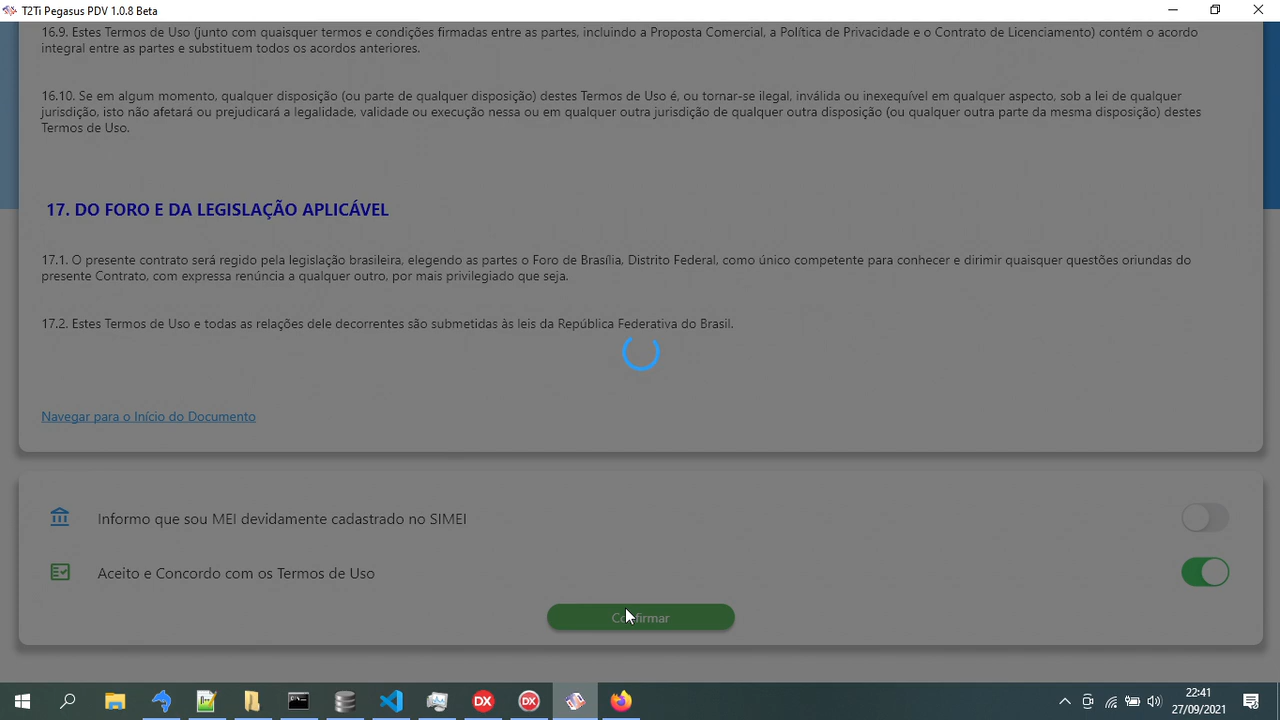 T2Ti Pegasus PDV 1.0.8 Beta
16.9. Estes Termos de Uso (junto com quaisquer termos e condições firmadas entre as partes, incluindo a Proposta Comercial, a Política de Privacidade e o Contrato de Licenciamento) contém o acordo
integral entre as partes e substituem todos os acordos anteriores.
16.10. Se em algum momento, qualquer disposição (ou parte de qualquer disposição) destes Termos de Uso é, ou tornar-se ilegal, inválida ou inexequível em qualquer aspecto, sob a lei de qualquer
jurisdição, isto não afetará ou prejudicará a legalidade, validade ou execução nessa ou em qualquer outra jurisdição de qualquer outra disposição (ou qualquer outra parte da mesma disposição) destes
Termos de Uso.
17. DO FORO E DA LEGISLAÇÃO APLICÁVEL
17.1. O presente contrato será regido pela legislação brasileira, elegendo as partes o Foro de Brasília, Distrito Federal, como único competente para conhecer e dirimir quaisquer questões oriundas do
presente Contrato, com expressa renúncia a qualquer outro, por mais privilegiado que seja.
17.2. Estes Termos de Uso e todas as relações dele decorrentes são submetidas às leis da República Federativa do Brasil.
Navegar para o Início do Documento
Informo que sou MEI devidamente cadastrado no SIMEI
Aceito e Concordo com os Termos de Uso
Confirmar
DX
DX
22:41
27/09/2021